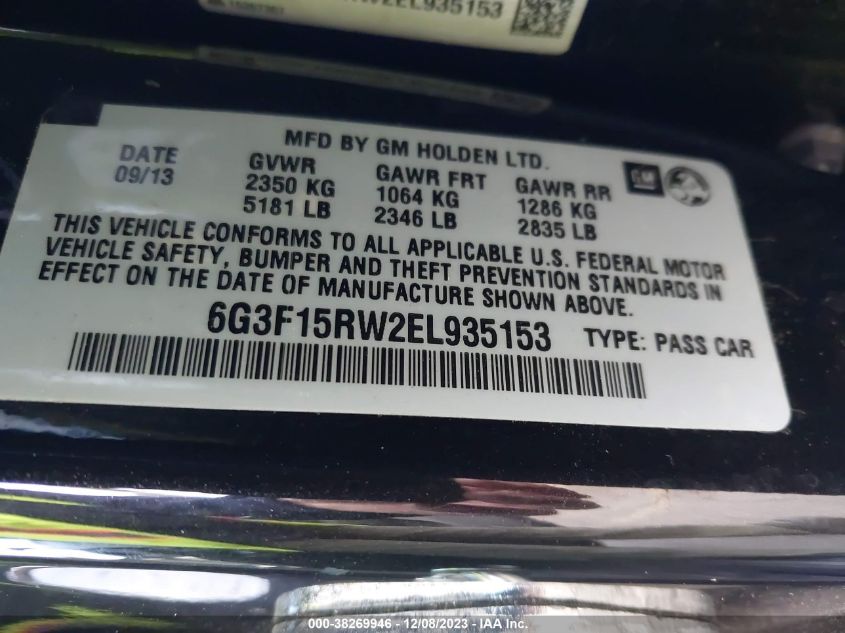 RW2EL935153
MFD BY GM HOLDEN LTD.
DATE GVWR GAWR FRT GAWR RR GM
09/13 2350 KG 1064 KG 1286 KG
5181 LB 2346 LB 2835 LB
THIS VEHICLE CONFORMS TO ALL APPLICABLE U.S. FEDERAL MOTOR
VEHICLE SAFETY, BUMPER AND THEFT PREVENTION STANDARDS IN
EFFECT ON THE DATE OF MANUFACTURE SHOWN ABOVE.
6G3F15RW2EL935153 TYPE: PASS CAR
000-38269946 - 12/08/2023 - IAA Inc.